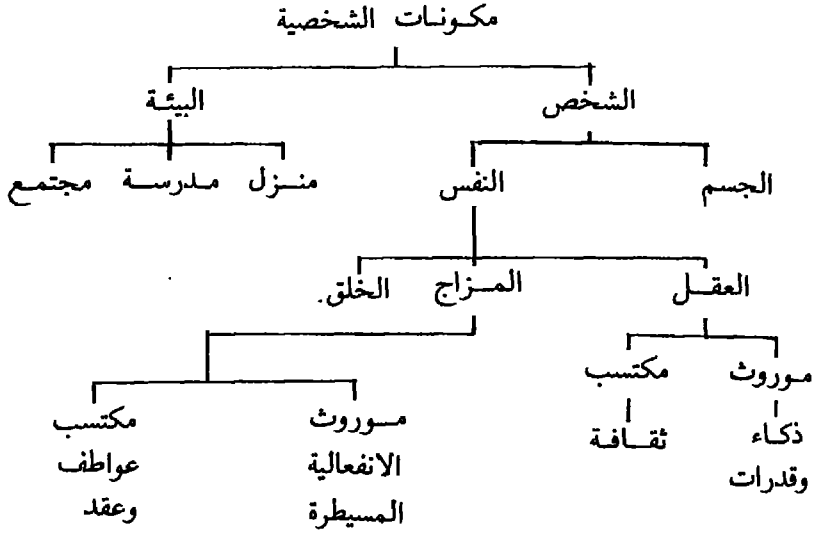 مكونات الشخصية
الشخص البيئة
الجسم النفس منزل مدرسة مجتمع
العقل المزاج الخلق.
موروث مكتسب
ذكاء ثقافة
وقدرات
موروث مكتسب
الانفعالية عواطف
المسيطرة وعقد